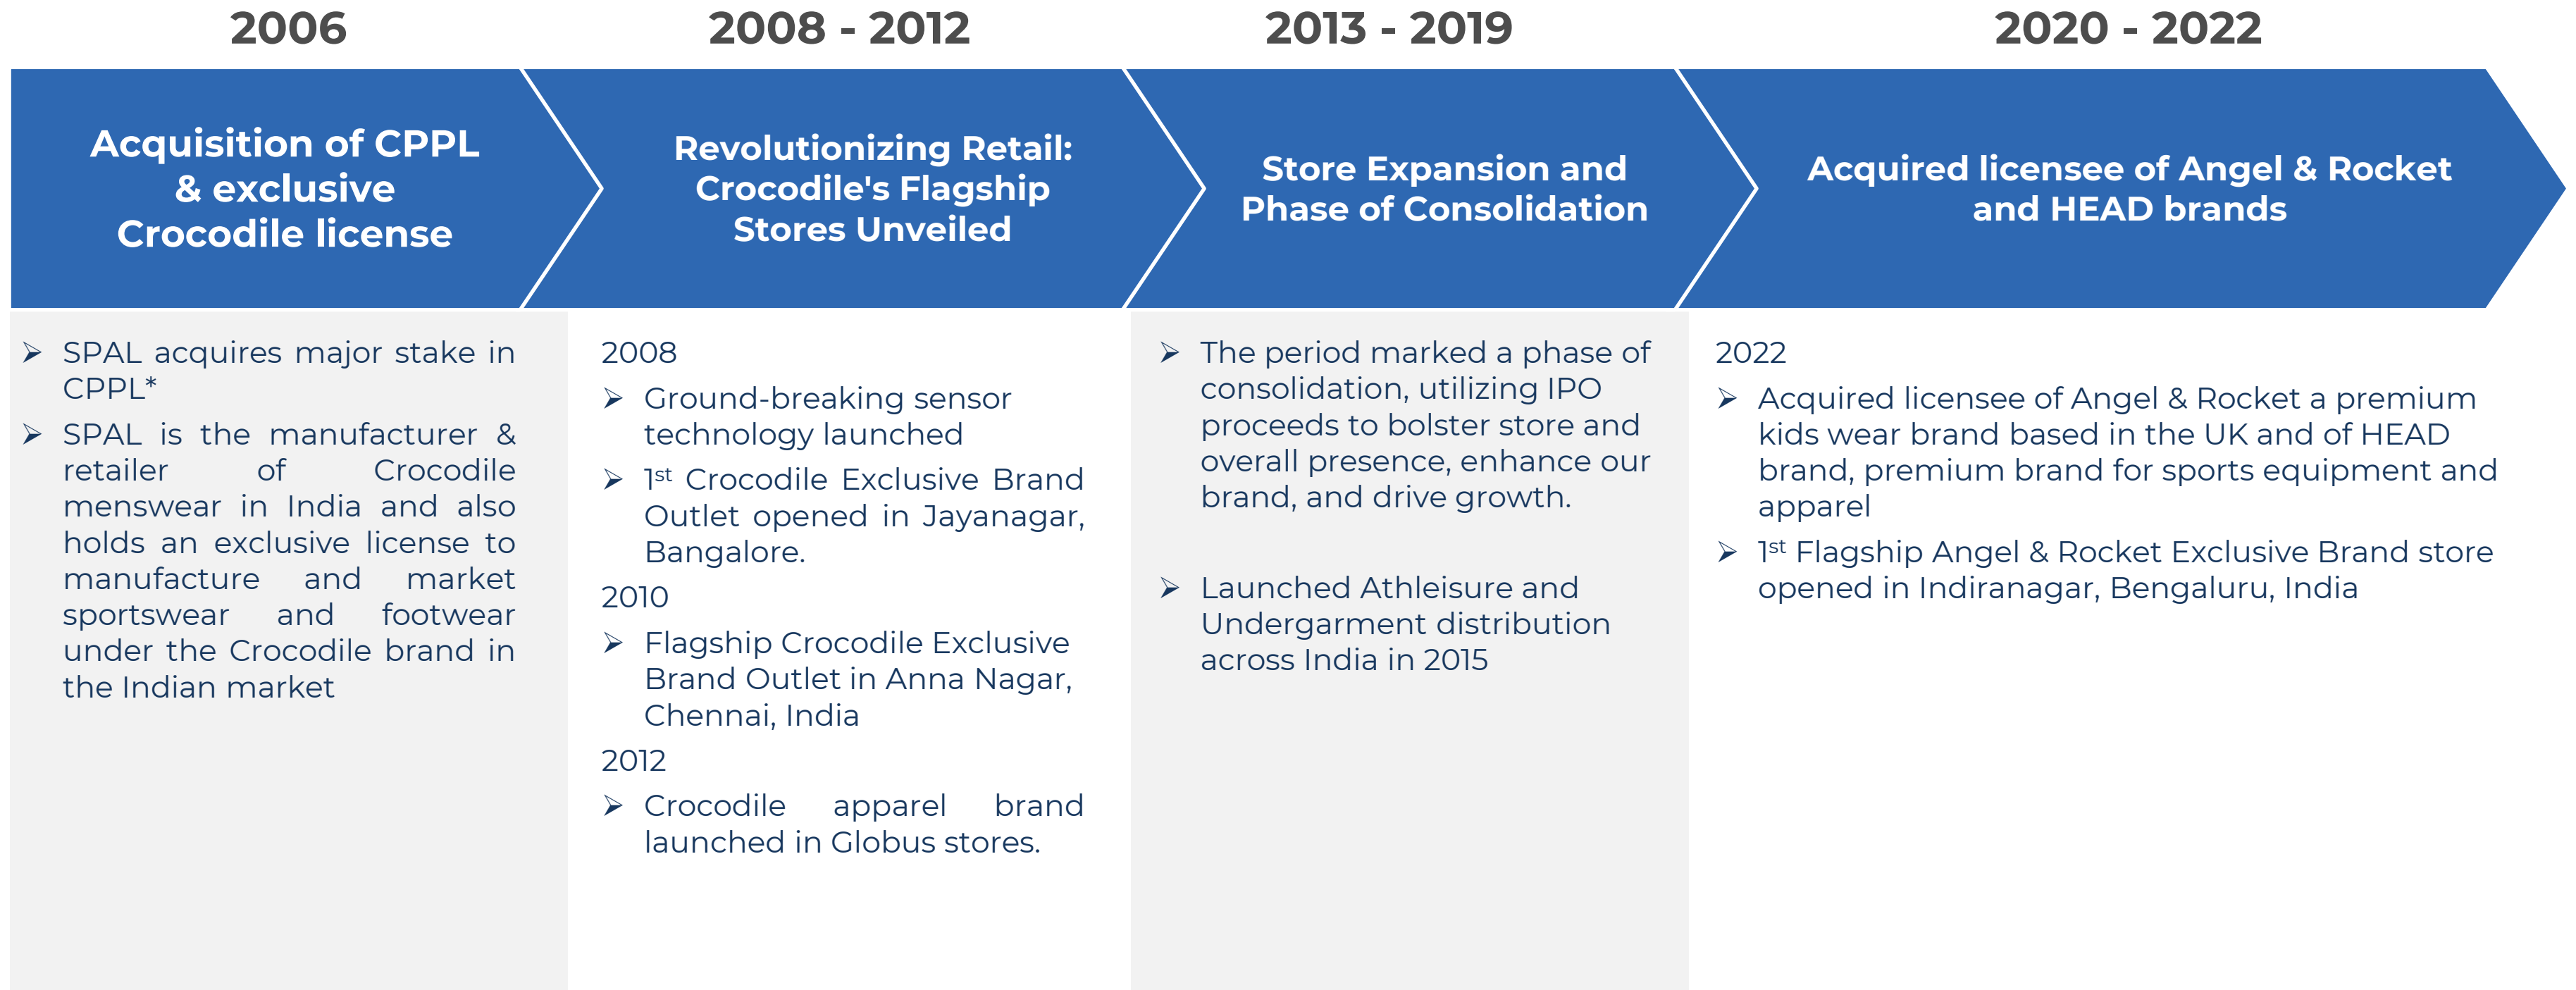 2006
Acquisition of CPPL
& exclusive
Crocodile license
➢ SPAL acquires major stake in
CPPL*
➢ SPAL is the manufacturer &
retailer of Crocodile
menswear in India and also
holds an exclusive license to
manufacture and market
sportswear and footwear
under the Crocodile brand in
the Indian market
2008 - 2012
Revolutionizing Retail:
Crocodile's Flagship
Stores Unveiled
2008
➢ Ground-breaking sensor
technology launched
➢ 1st Crocodile Exclusive Brand
Outlet opened in Jayanagar,
Bangalore.
2010
➢ Flagship Crocodile Exclusive
Brand Outlet in Anna Nagar,
Chennai, India
2012
➢ Crocodile apparel brand
launched in Globus stores.
2013 - 2019
Store Expansion and
Phase of Consolidation
➢ The period marked a phase of
consolidation, utilizing IPO
proceeds to bolster store and
overall presence, enhance our
brand, and drive growth.
➢ Launched Athleisure and
Undergarment distribution
across India in 2015
2020 - 2022
Acquired licensee of Angel & Rocket
and HEAD brands
2022
➢ Acquired licensee of Angel & Rocket a premium
kids wear brand based in the UK and of HEAD
brand, premium brand for sports equipment and
apparel
➢ 1st Flagship Angel & Rocket Exclusive Brand store
opened in Indiranagar, Bengaluru, India